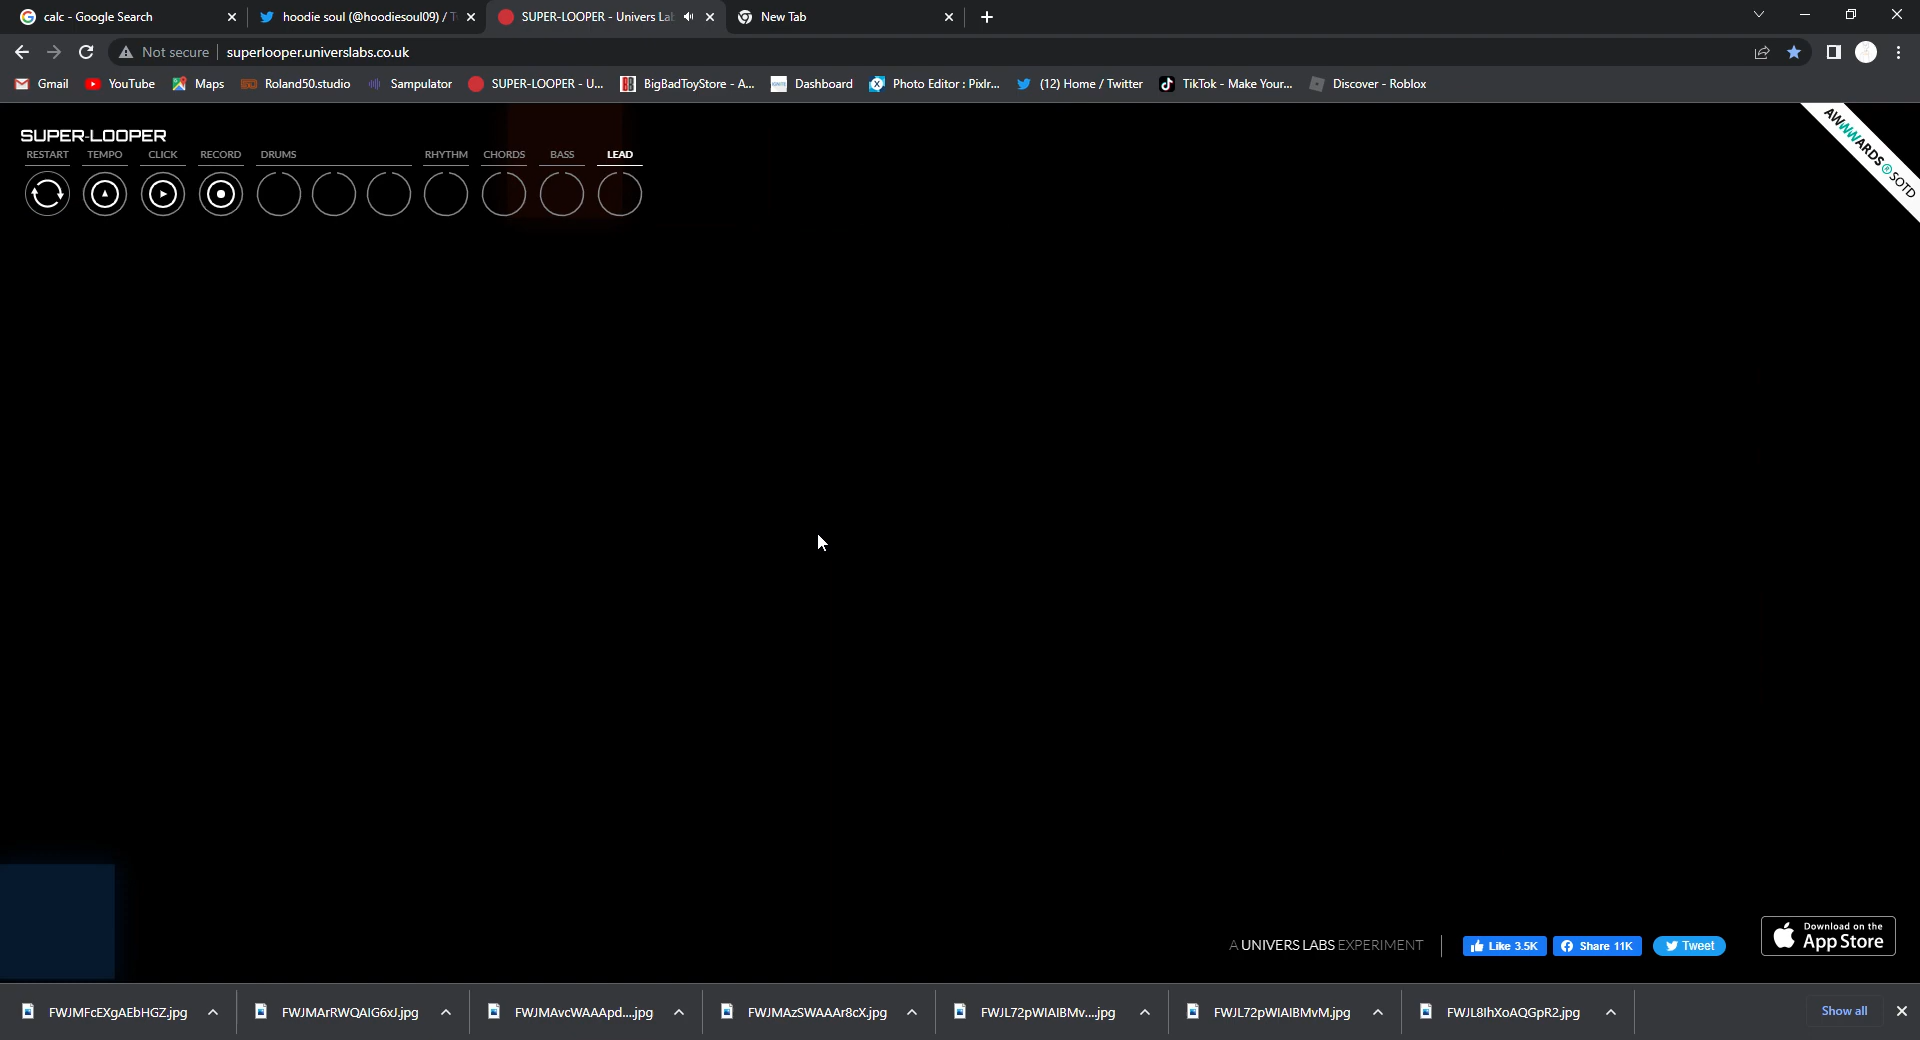 calc - Google Search
hoodie soul (@hoodiesoul09) / T
SUPER-LOOPER - Univers La
New Tab
Not secure
superlooper.universlabs.co.uk
Gmail
YouTube
Maps
Roland50.studio
Sampulator
SUPER-LOOPER - U...
BigBadToyStore - A...
Dashboard
Photo Editor : Pixlr...
(12) Home / Twitter
TikTok - Make Your...
Discover - Roblox
AWWWARDS® SOTD
SUPER-LOOPER
RESTART TEMPO CLICK RECORD DRUMS RHYTHM CHORDS BASS LEAD
A UNIVERS LABS EXPERIMENT
Like 3.5K
Share 11K
Tweet
Download on the
App Store
FWJMFcEXgAEbHGZ.jpg
FWJMArRWQAIG6xJ.jpg
FWJMAvcWAAApd....jpg
FWJMAzSWAAAr8cX.jpg
FWJL72pWIAIBMv....jpg
FWJL72pWIAIBMvM.jpg
FWJL8IhXoAQGpR2.jpg
Show all